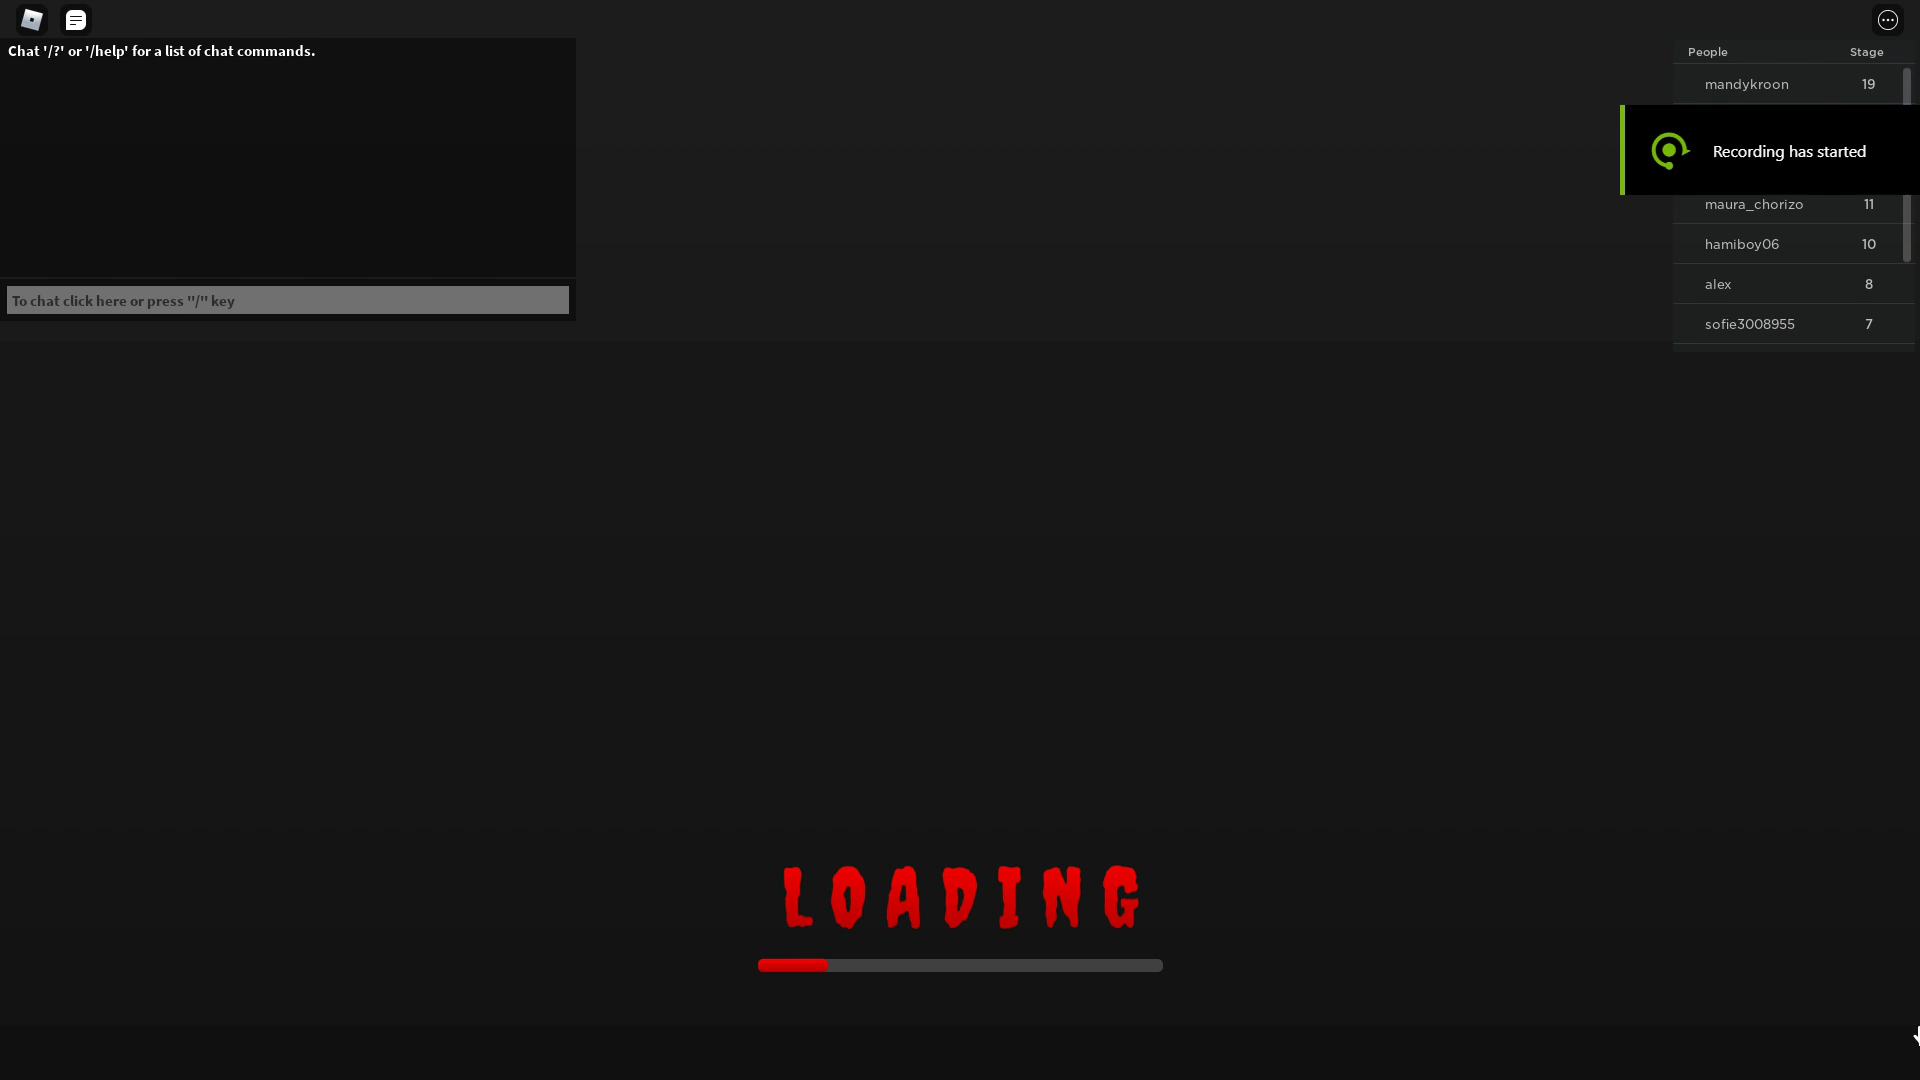 Chat '/?' or '/help' for a list of chat commands.
To chat click here or press "/" key
People Stage
mandykroon 19
Recording has started
maura_chorizo 11
hamiboy06 10
alex 8
sofie3008955 7
LOADING